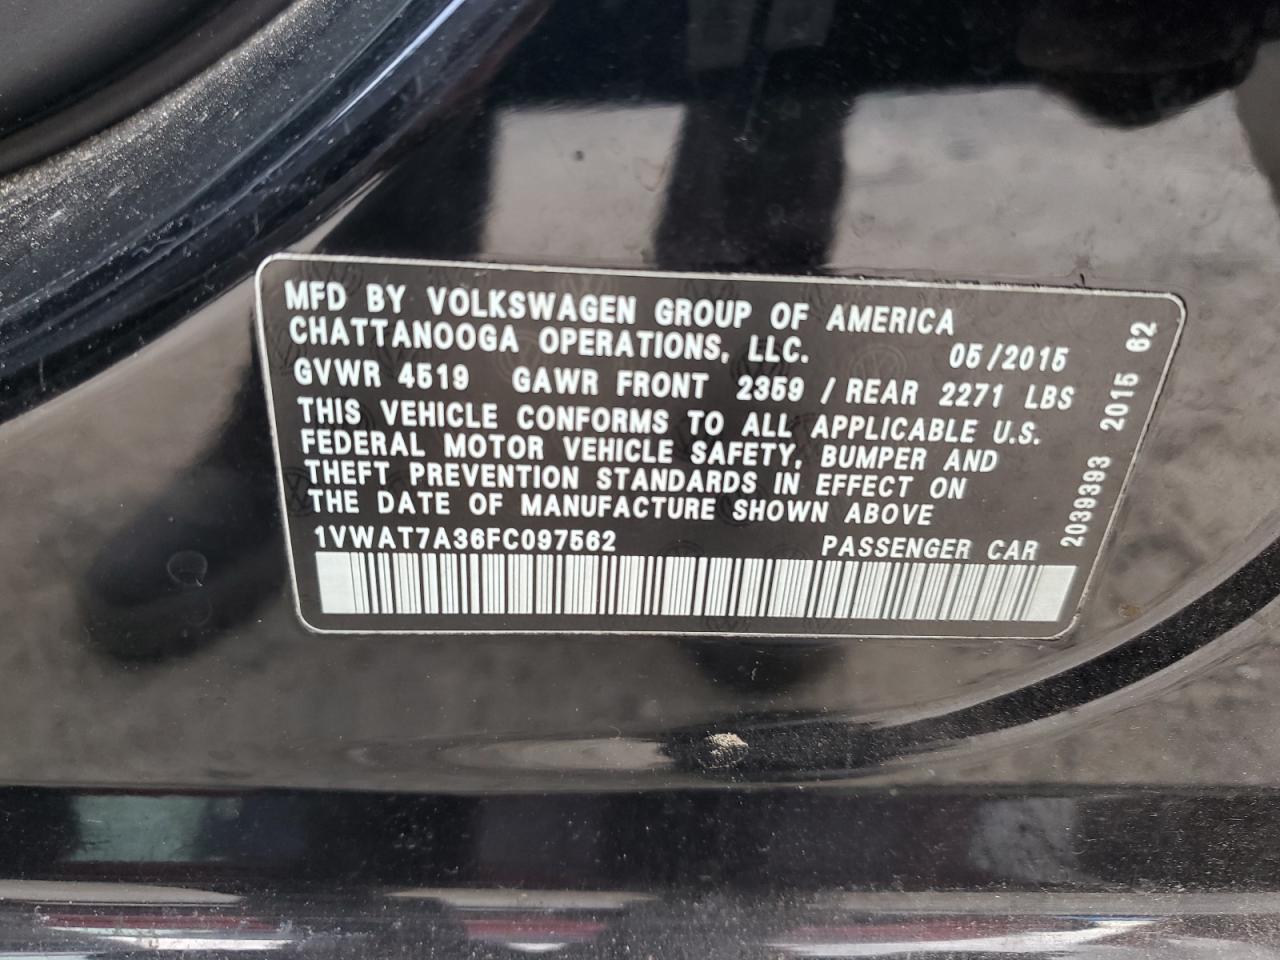 MFD BY VOLKSWAGEN GROUP OF AMERICA
CHATTANOOGA OPERATIONS, LLC. 05/2015
GVWR 4519 GAWR FRONT 2359 / REAR 2271 LBS
THIS VEHICLE CONFORMS TO ALL APPLICABLE U.S.
FEDERAL MOTOR VEHICLE SAFETY, BUMPER AND
THEFT PREVENTION STANDARDS IN EFFECT ON
THE DATE OF MANUFACTURE SHOWN ABOVE
1VWAT7A36FC097562 PASSENGER CAR
2039393 2015 62